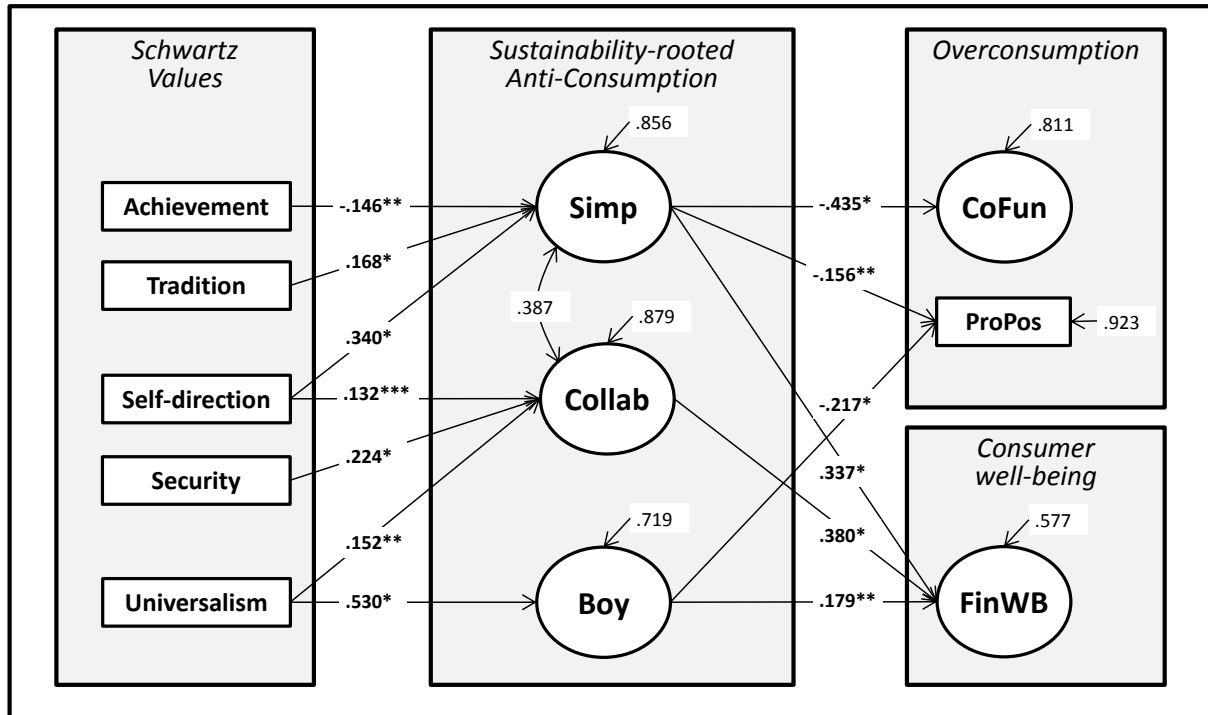 Schwartz
Values
Achievement
Tradition
Self-direction
Security
Universalism
-.146**
.168*
.340*
.132***
.224*
.152**
.530*
Sustainability-rooted
Anti-Consumption
.856
Simp
.387
.879
Collab
.719
Boy
-.435*
-.156**
-.217*
.337*
.380*
.179**
Overconsumption
.811
CoFun
ProPos
.923
Consumer
well-being
.577
FinWB